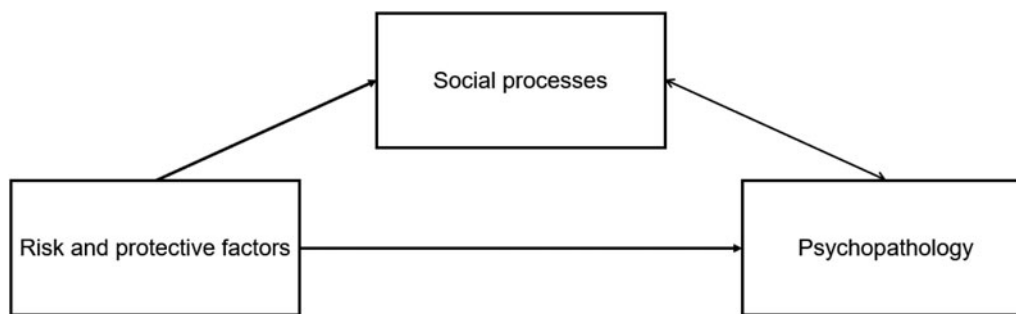 Social processes
Risk and protective factors
Psychopathology